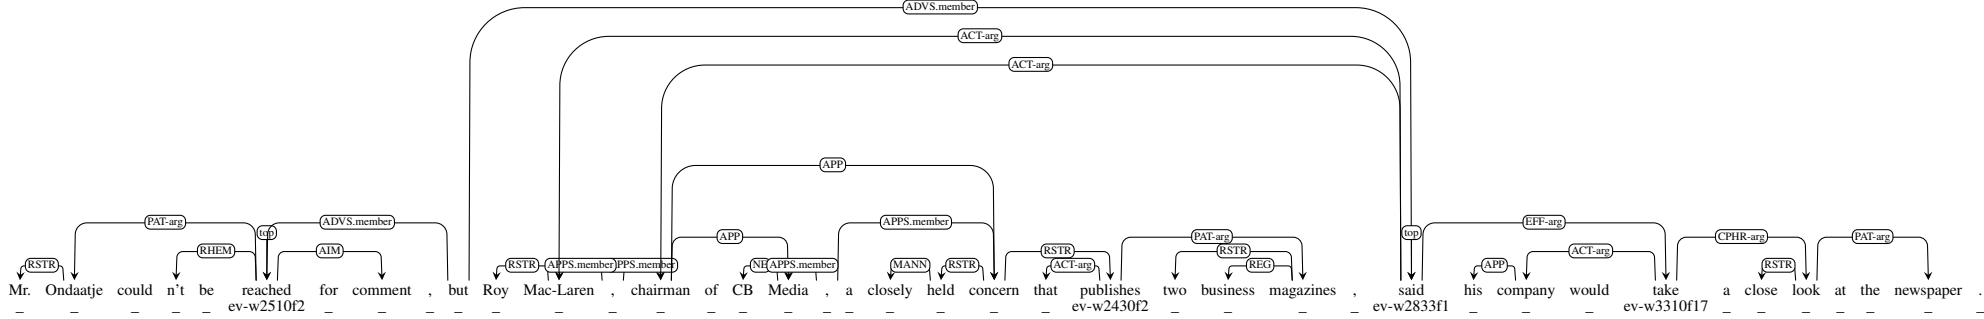 ADVS.member
ACT-arg
ACT-arg
APP
PAT-arg ADVS.member APPS.member EFF-arg
top top
APP PAT-arg ACT-arg CPHR-arg PAT-arg
RHEM AIM RSTR RSTR ACT-arg
RSTR RSTR APPS.member PPS.member NE APPS.member MANN RSTR ACT-arg REG APP RSTR
Mr. Ondaatje could n't be reached for comment , but Roy Mac-Laren , chairman of CB Media , a closely held concern that publishes two business magazines , said his company would take a close look at the newspaper .
ev-w2510f2 ev-w2430f2 ev-w2833f1 ev-w3310f17